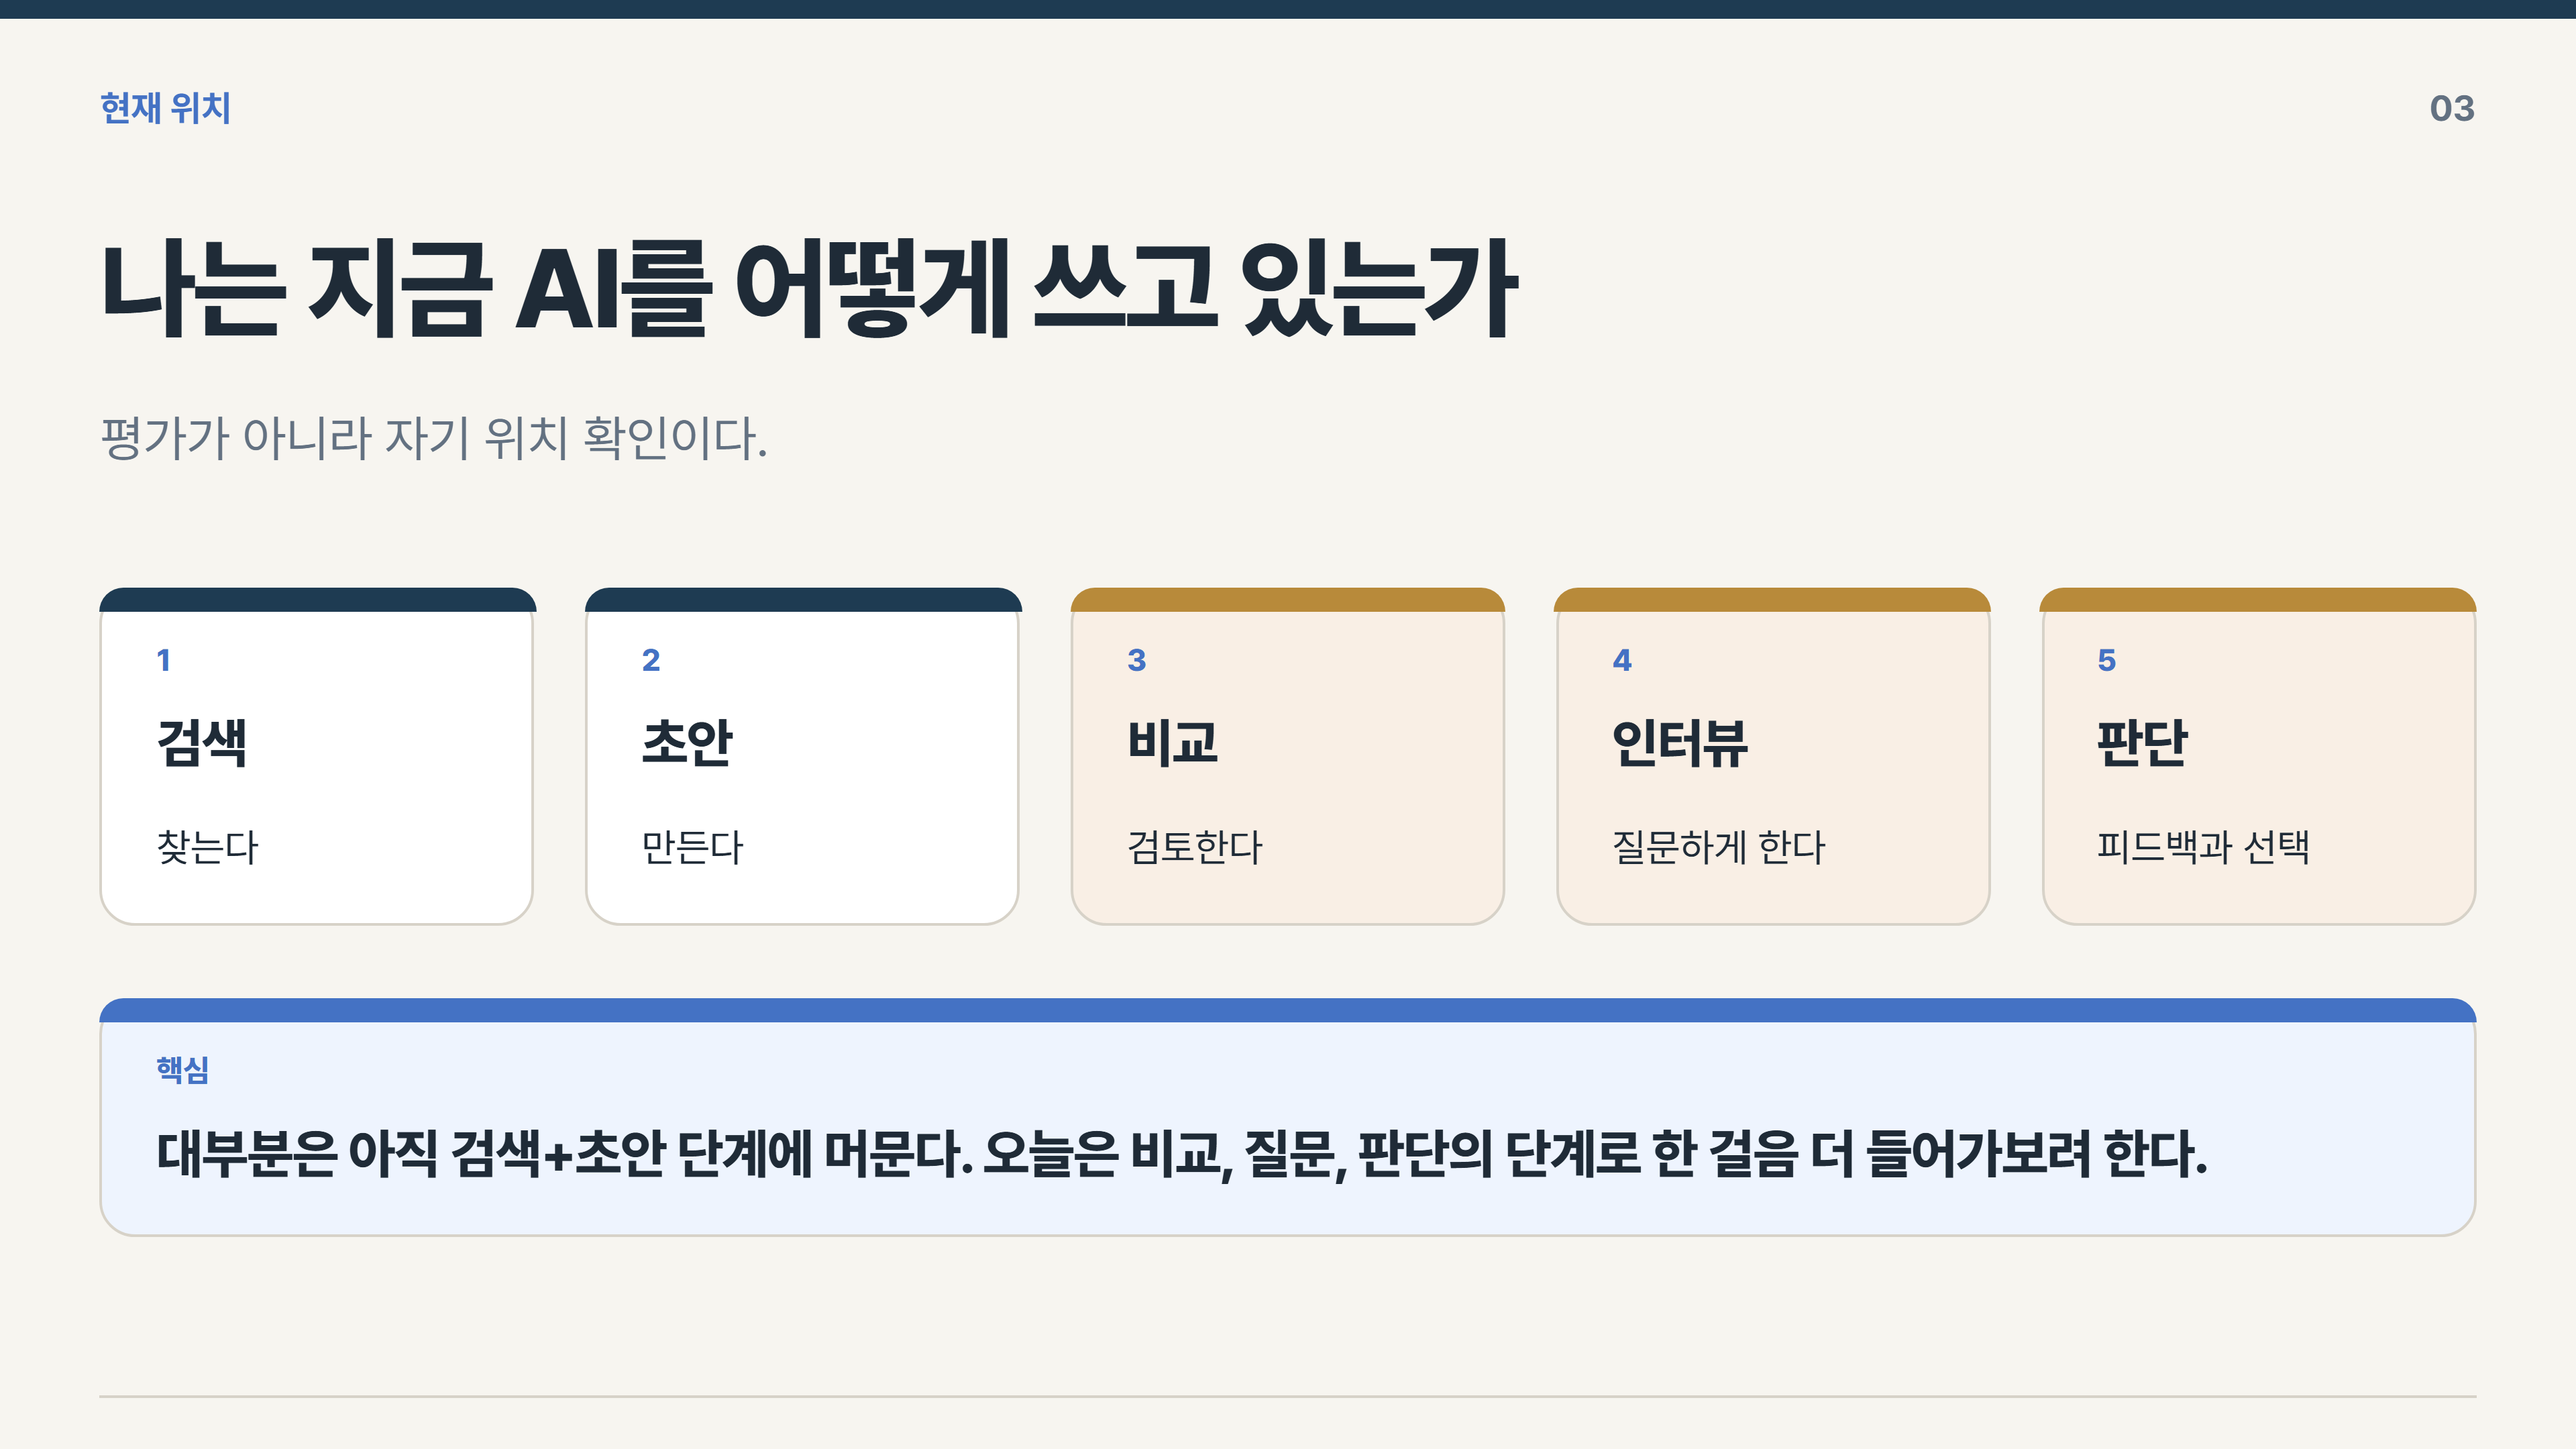 현재 위치
03
나는 지금 AI를 어떻게 쓰고 있는가
평가가 아니라 자기 위치 확인이다.
1
검색
찾는다
2
초안
만든다
3
비교
검토한다
4
인터뷰
질문하게 한다
5
판단
피드백과 선택
핵심
대부분은 아직 검색+초안 단계에 머문다. 오늘은 비교, 질문, 판단의 단계로 한 걸음 더 들어가보려 한다.